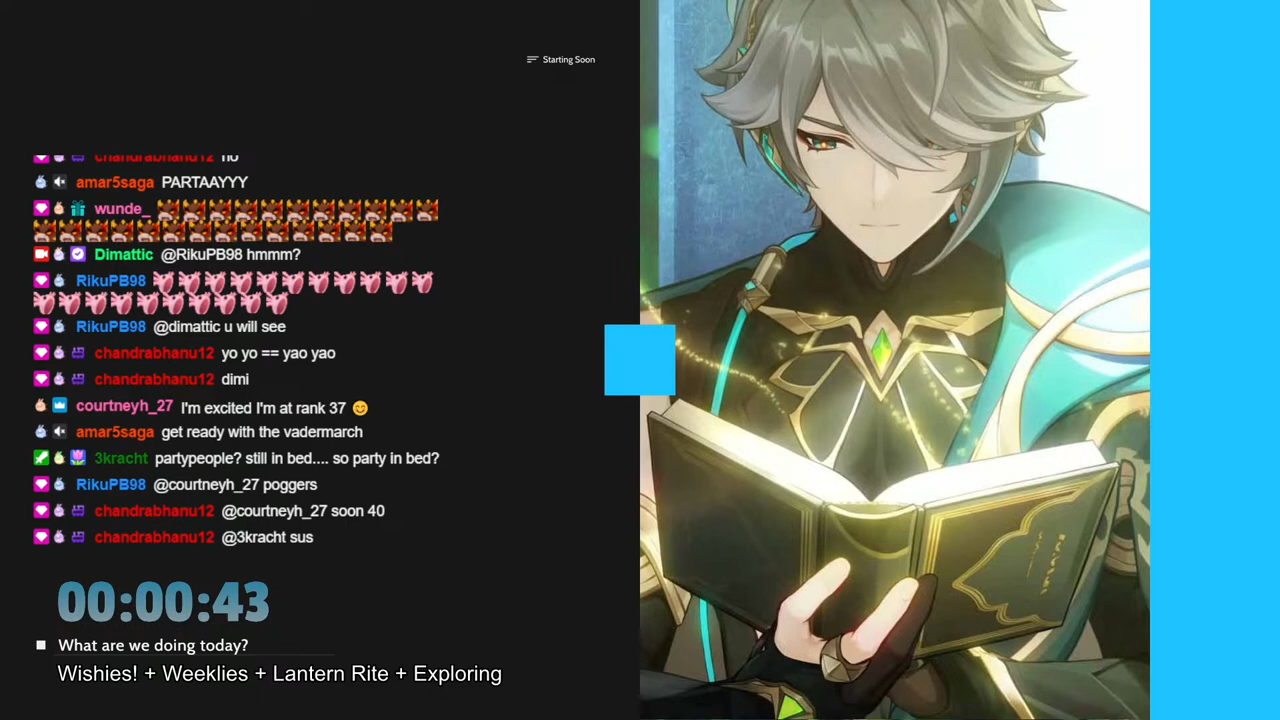 Starting Soon
chandrabhanu12 no
amar5saga PARTAAYYY
wunde_
Dimattic @RikuPB98 hmmm?
RikuPB98
RikuPB98 @dimattic u will see
chandrabhanu12 yo yo == yao yao
chandrabhanu12 dimi
courtneyh_27 I'm excited I'm at rank 37 😊
amar5saga get ready with the vadermarch
3kracht partypeople? still in bed.... so party in bed?
RikuPB98 @courtneyh_27 poggers
chandrabhanu12 @courtneyh_27 soon 40
chandrabhanu12 @3kracht sus
00:00:43
What are we doing today?
Wishies! + Weeklies + Lantern Rite + Exploring